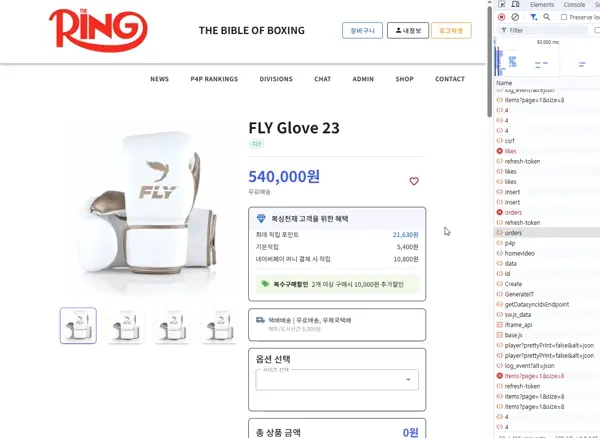 THE
RING
THE BIBLE OF BOXING
장바구니
내정보
로그아웃
NEWS
P4P RANKINGS
DIVISIONS
CHAT
ADMIN
SHOP
CONTACT
FLY Glove 23
FLY
540,000원
무료배송
FLY
복싱천재 고객을 위한 혜택
최대 적립 포인트 21,630원
기본적립 5,400원
네이버페이 머니 결제 시 적립 10,800원
복수구매할인 2개 이상 구매시 10,000원 추가할인
택배배송 | 무료배송, 우체국택배
제주/도서산간 3,000원
옵션 선택
사이즈 선택
총 상품 금액 0원
Elements
Console
Filter
Preserve lo
60,000 ms
Name
log_event?alt=json
items?page=1&size=8
4
4
4
csrf
likes
refresh-token
likes
likes
insert
insert
orders
refresh-token
orders
p4p
homevideo
data
id
Create
GenerateIT
getDatasyncIdsEndpoint
sw.js_data
iframe_api
base.js
player?prettyPrint=false&alt=json
player?prettyPrint=false&alt=json
log_event?alt=json
items?page=1&size=8
refresh-token
items?page=1&size=8
items?page=1&size=8
4
4